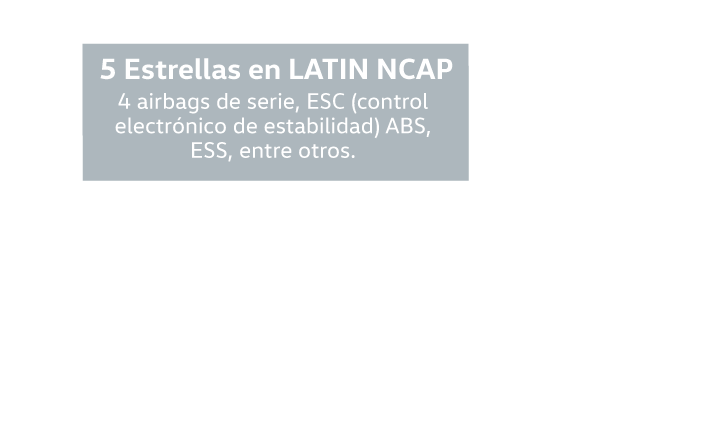 5 Estrellas en LATIN NCAP
4 airbags de serie, ESC (control
electrónico de estabilidad) ABS,
ESS, entre otros.